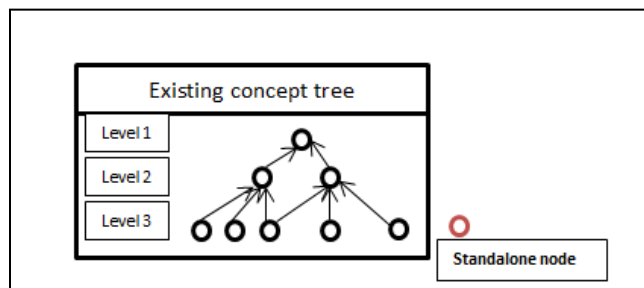 Existing concept tree
Level 1
Level 2
Level 3
Standalone node